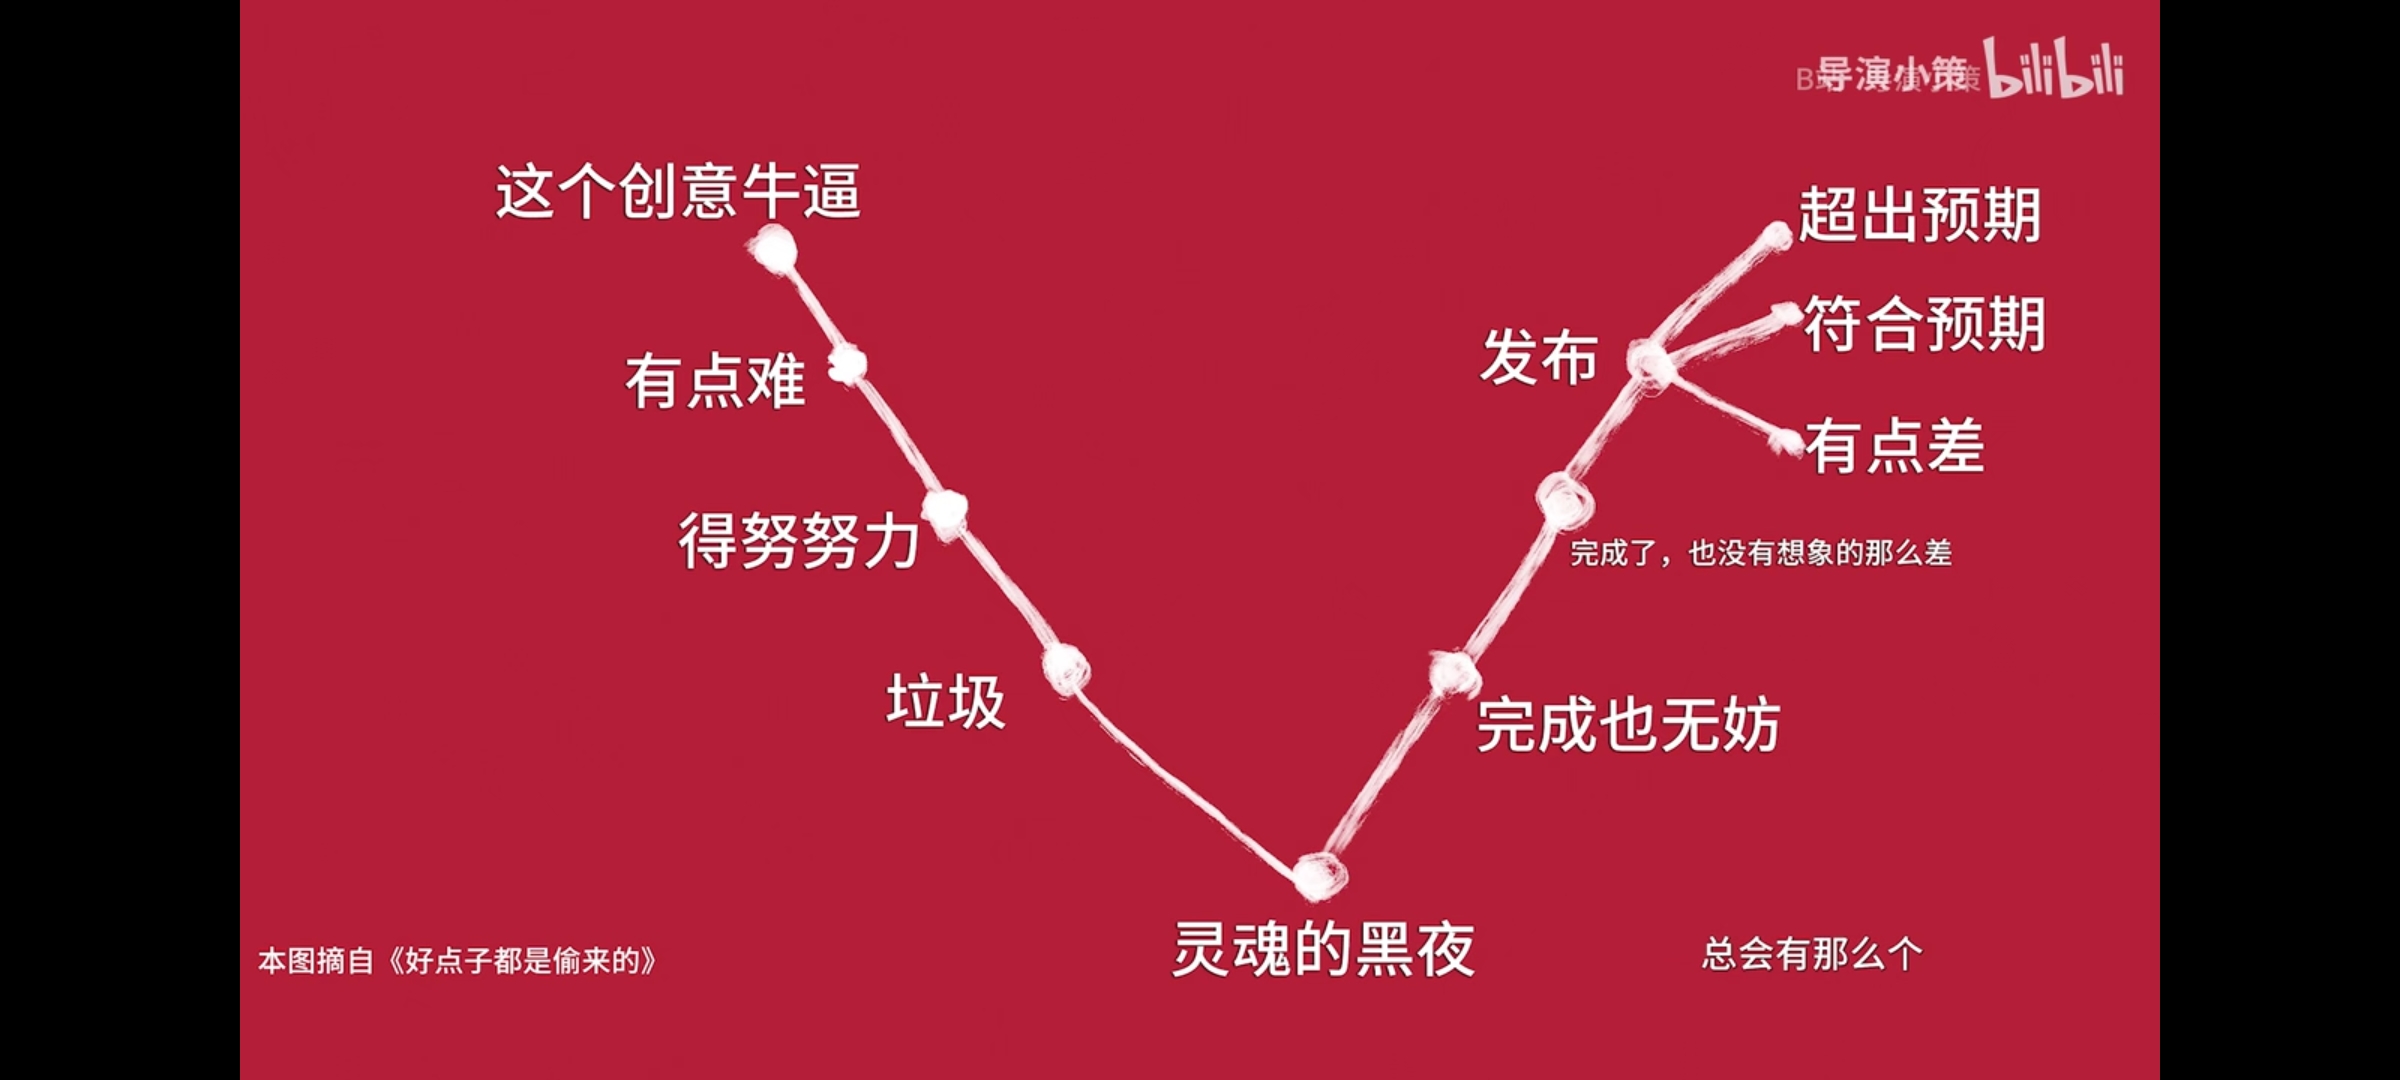 导演小策 bilibili
这个创意牛逼
有点难
得努努力
垃圾
灵魂的黑夜
完成也无妨
完成了，也没有想象的那么差
发布
超出预期
符合预期
有点差
本图摘自《好点子都是偷来的》
总会有那么个